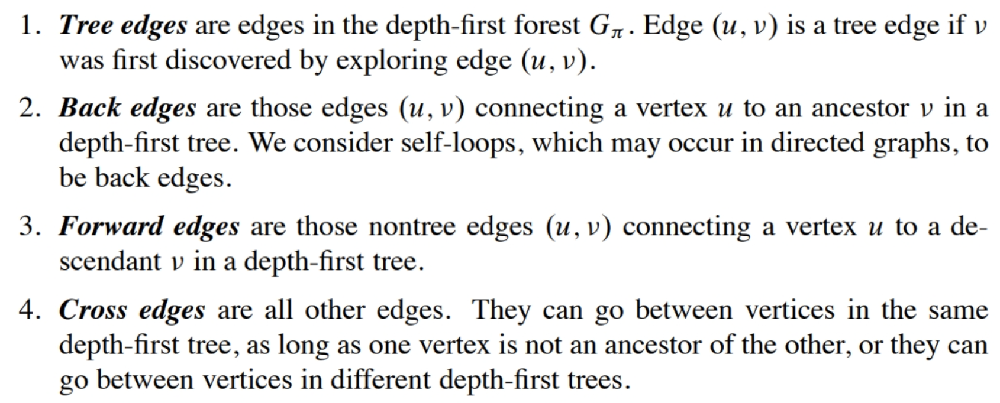 1. Tree edges are edges in the depth-first forest Gπ. Edge (u, v) is a tree edge if v
was first discovered by exploring edge (u, v).
2. Back edges are those edges (u, v) connecting a vertex u to an ancestor v in a
depth-first tree. We consider self-loops, which may occur in directed graphs, to
be back edges.
3. Forward edges are those nontree edges (u, v) connecting a vertex u to a de-
scendant v in a depth-first tree.
4. Cross edges are all other edges. They can go between vertices in the same
depth-first tree, as long as one vertex is not an ancestor of the other, or they can
go between vertices in different depth-first trees.